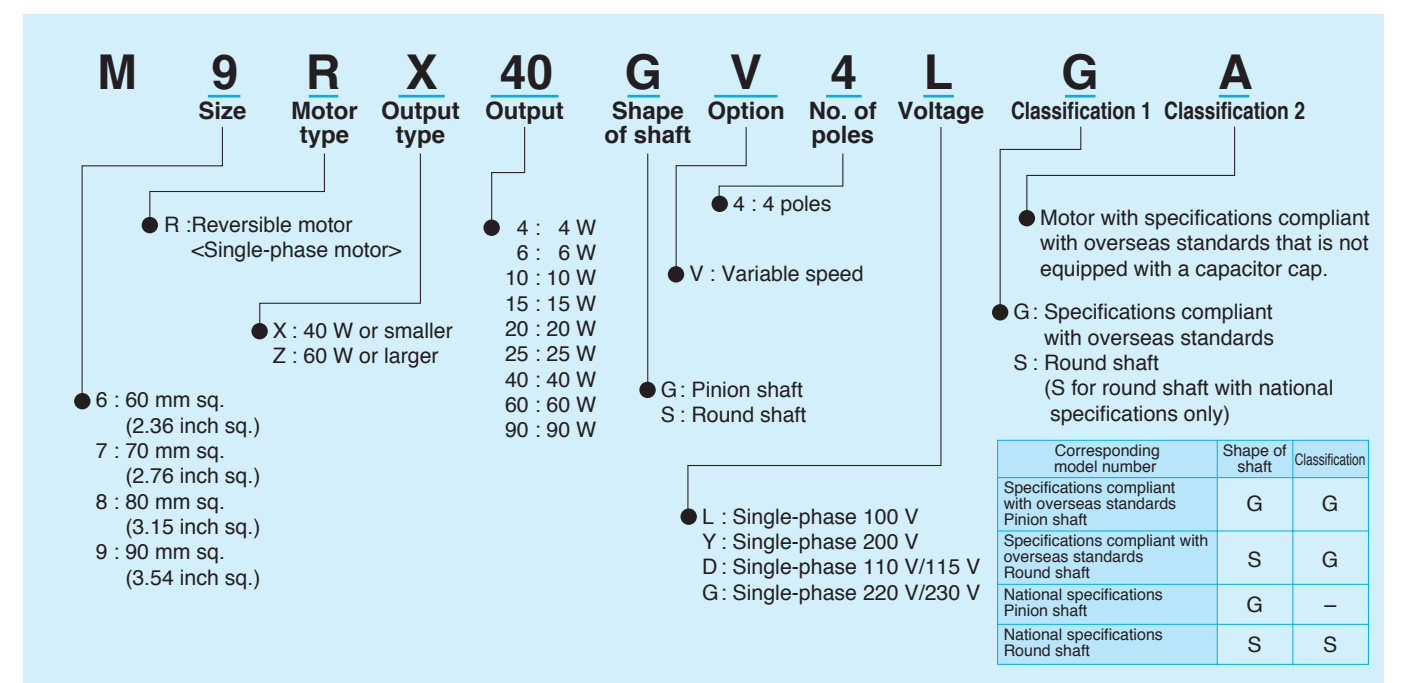 M 9 R X 40 G V 4 L G A
Size Motor type Output type Output Shape of shaft Option No. of poles Voltage Classification 1 Classification 2
6 : 60 mm sq.
(2.36 inch sq.)
7 : 70 mm sq.
(2.76 inch sq.)
8 : 80 mm sq.
(3.15 inch sq.)
9 : 90 mm sq.
(3.54 inch sq.)
R :Reversible motor
<Single-phase motor>
X : 40 W or smaller
Z : 60 W or larger
4 : 4 W
6 : 6 W
10 : 10 W
15 : 15 W
20 : 20 W
25 : 25 W
40 : 40 W
60 : 60 W
90 : 90 W
G : Pinion shaft
S : Round shaft
V : Variable speed
4 : 4 poles
L : Single-phase 100 V
Y : Single-phase 200 V
D : Single-phase 110 V/115 V
G : Single-phase 220 V/230 V
G : Specifications compliant
with overseas standards
S : Round shaft
(S for round shaft with national
specifications only)
Motor with specifications compliant
with overseas standards that is not
equipped with a capacitor cap.
Corresponding
model number
Shape of
shaft
Classification
Specifications compliant
with overseas standards
Pinion shaft
G G
Specifications compliant with
overseas standards
Round shaft
S G
National specifications
Pinion shaft
G –
National specifications
Round shaft
S S